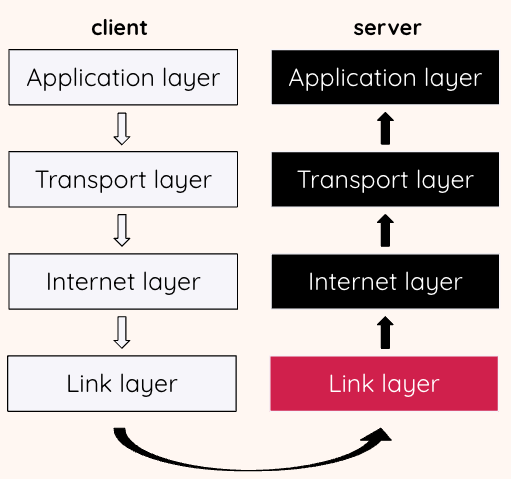 client
server
Application layer
Application layer
Transport layer
Transport layer
Internet layer
Internet layer
Link layer
Link layer